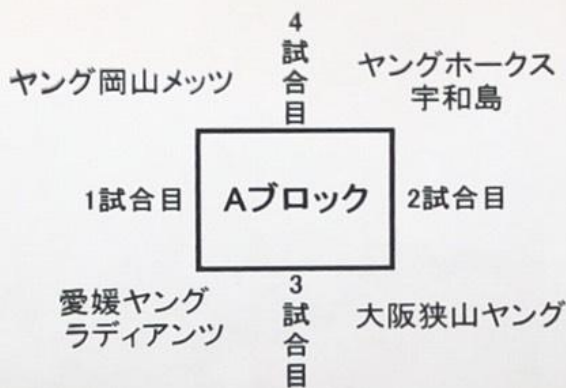 4試合目
ヤング岡山メッツ
ヤングホークス
宇和島
1試合目
Aブロック
2試合目
愛媛ヤング
ラディアンツ
3試合目
大阪狭山ヤング